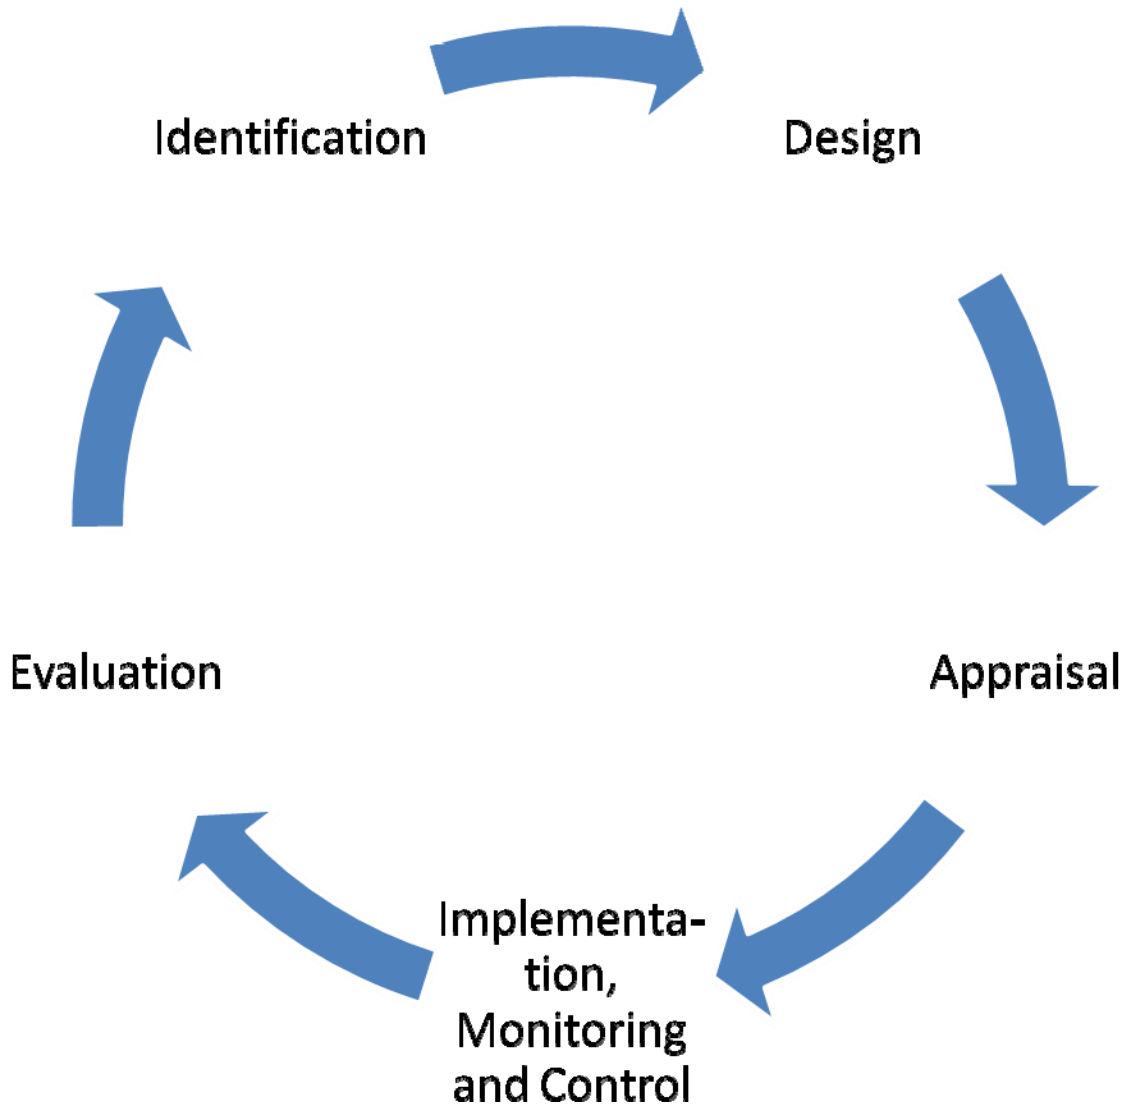 Identification
Design
Evaluation
Appraisal
Implementa-
tion,
Monitoring
and Control